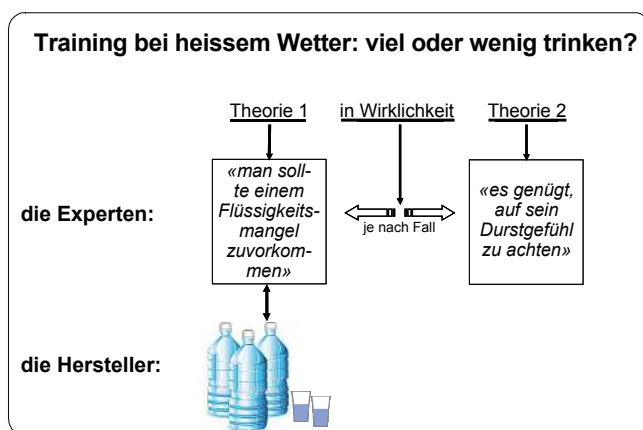 Training bei heissem Wetter: viel oder wenig trinken?
Theorie 1
in Wirklichkeit
Theorie 2
die Experten:
«man soll-
te einem
Flüssigkeits-
mangel
zuvorkom-
men»
je nach Fall
«es genügt,
auf sein
Durstgefühl
zu achten»
die Hersteller: